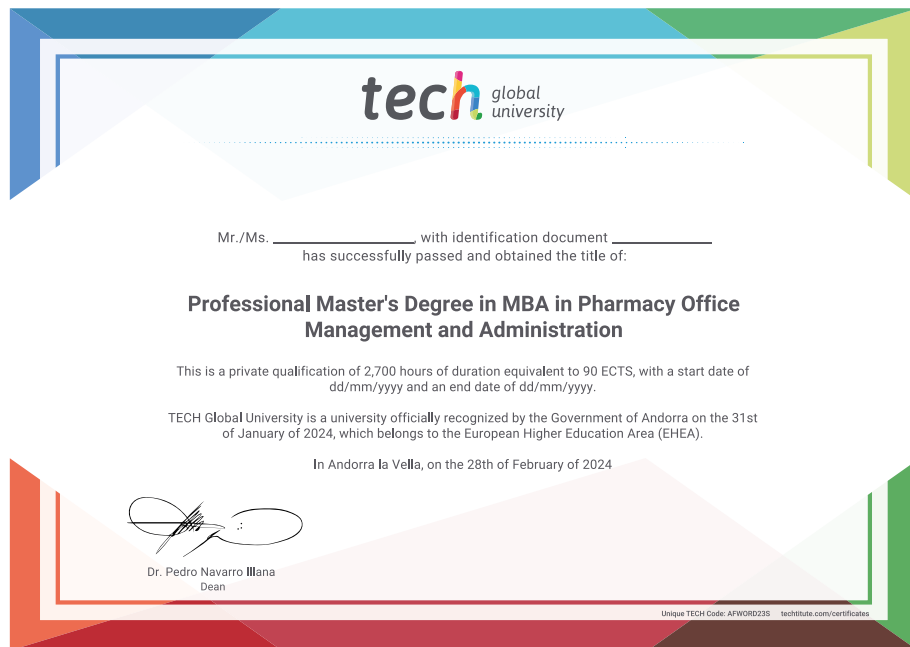 tech global university
Mr./Ms. ____________, with identification document ____________
has successfully passed and obtained the title of:
Professional Master's Degree in MBA in Pharmacy Office
Management and Administration
This is a private qualification of 2,700 hours of duration equivalent to 90 ECTS, with a start date of
dd/mm/yyyy and an end date of dd/mm/yyyy.
TECH Global University is a university officially recognized by the Government of Andorra on the 31st
of January of 2024, which belongs to the European Higher Education Area (EHEA).
In Andorra la Vella, on the 28th of February of 2024
Dr. Pedro Navarro Illana
Dean
Unique TECH Code: AFWORD23S techtitute.com/certificates